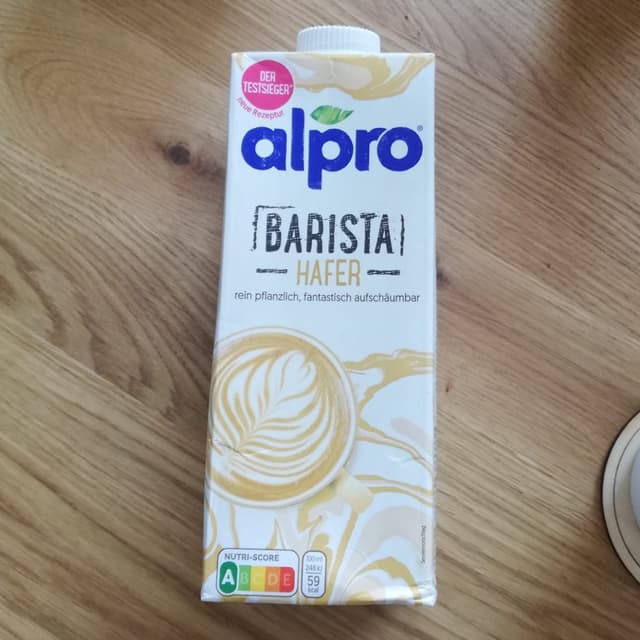 DER
TESTSIEGER*
neue Rezeptur
alpro®
BARISTA
HAFER
rein pflanzlich, fantastisch aufschäumbar
NUTRI-SCORE
ABCDE
100 ml
248 kJ
59
kcal